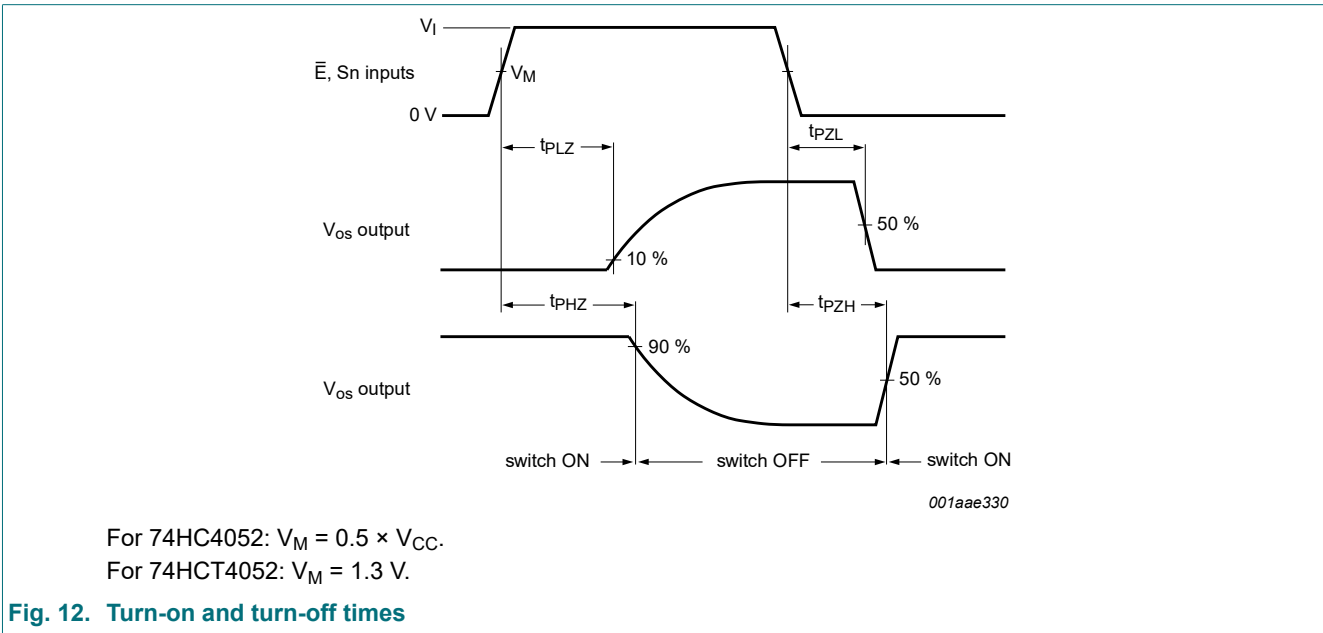 VI
Ē, Sn inputs
VM
0 V
tPLZ
tPZL
Vos output
50 %
10 %
tPHZ
tPZH
90 %
Vos output
50 %
switch ON
switch OFF
switch ON
001aae330
For 74HC4052: VM = 0.5 × VCC.
For 74HCT4052: VM = 1.3 V.
Fig. 12. Turn-on and turn-off times